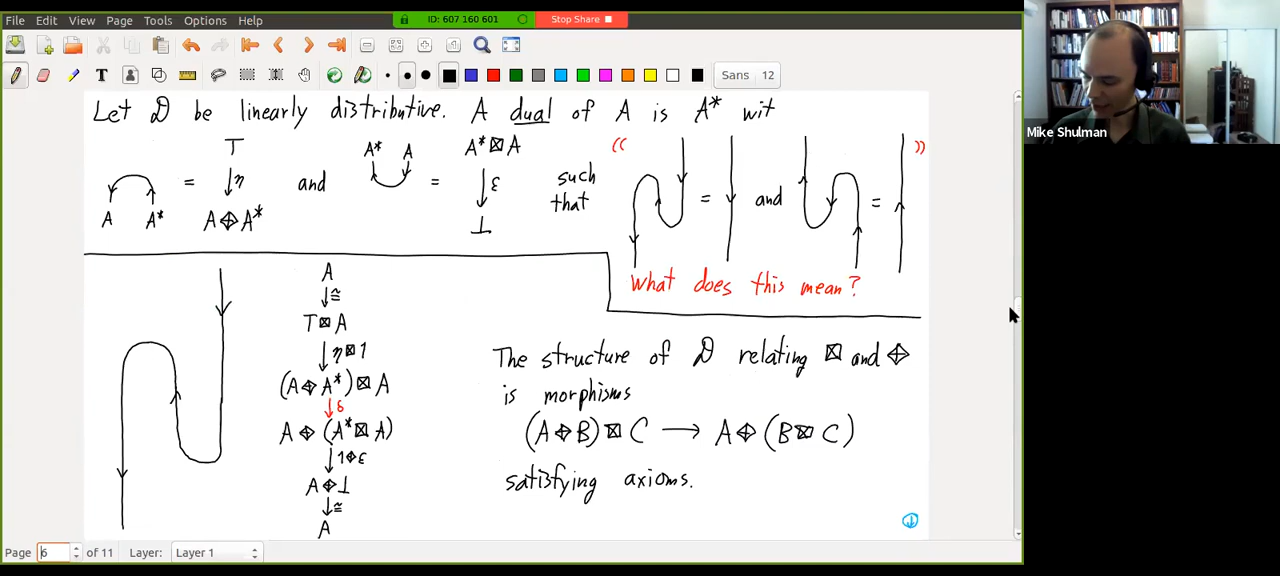 File Edit View Page Tools Options Help
ID: 607 160 601
Stop Share
Sans 12
Mike Shulman
Let 𝒟 be linearly distributive. A dual of A is A* wit
A A* = ⊤ ↓η A ⟴ A* and A* A = A* ⊠ A ↓ε ⊥ such that “ = and = ”
What does this mean?
A
↓≅
⊤ ⊠ A
↓η ⊠ 1
(A ⟴ A*) ⊠ A
↓δ
A ⟴ (A* ⊠ A)
↓1 ⟴ ε
A ⟴ ⊥
↓≅
A
The structure of 𝒟 relating ⊠ and ⟴
is morphisms
(A ⟴ B) ⊠ C → A ⟴ (B ⊠ C)
satisfying axioms.
Page 6 of 11 Layer: Layer 1